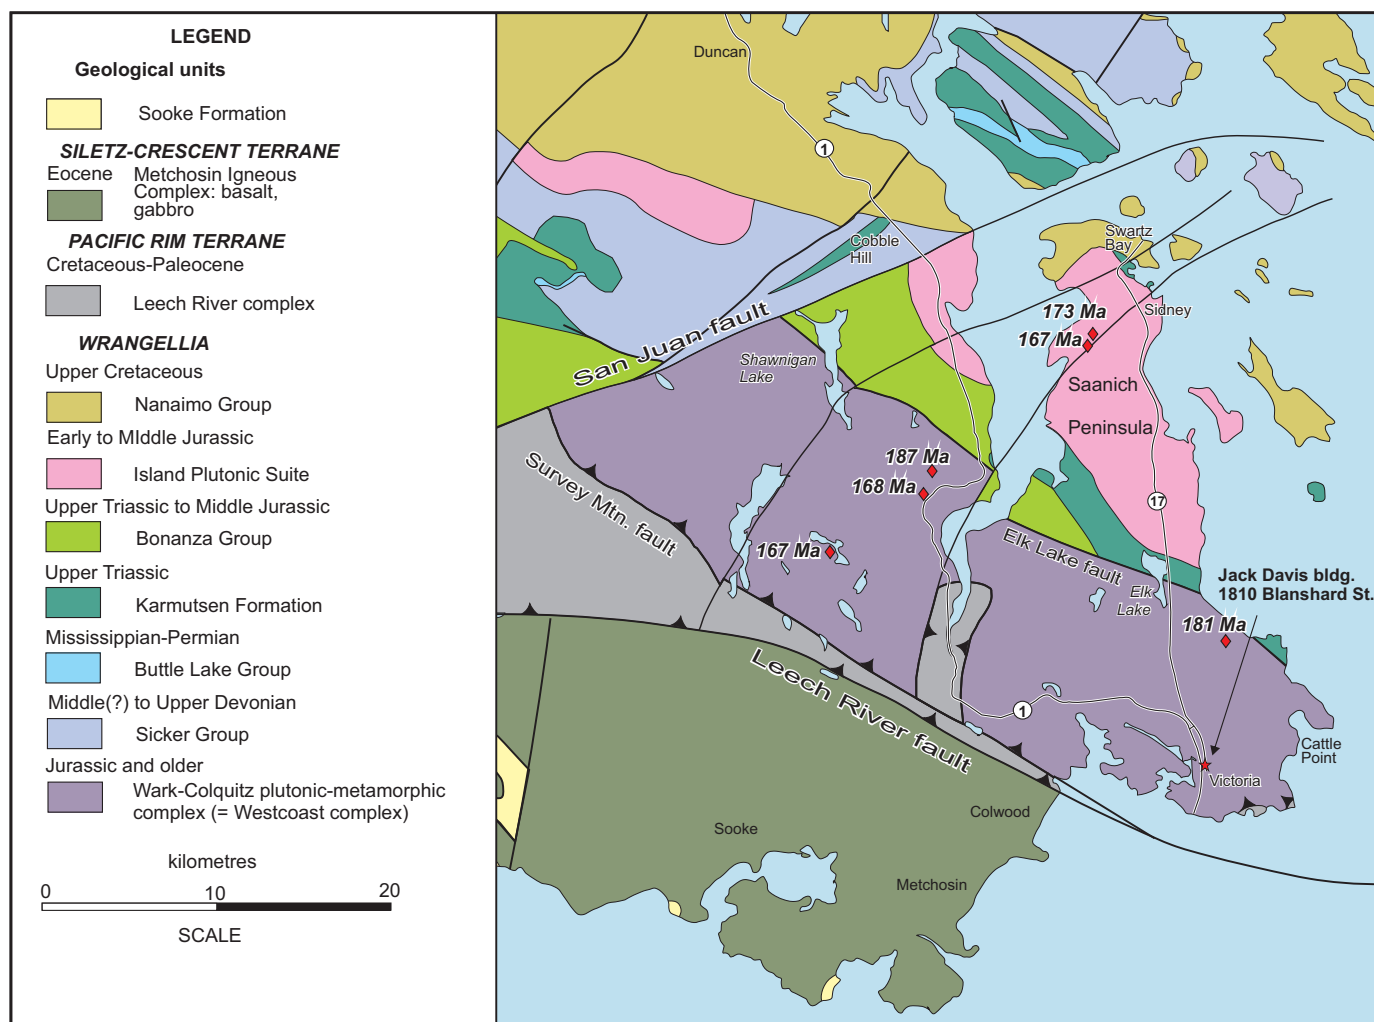 LEGEND
Geological units
Sooke Formation
SILETZ-CRESCENT TERRANE
Eocene Metchosin Igneous
Complex: basalt,
gabbro
PACIFIC RIM TERRANE
Cretaceous-Paleocene
Leech River complex
WRANGELLIA
Upper Cretaceous
Nanaimo Group
Early to MIddle Jurassic
Island Plutonic Suite
Upper Triassic to Middle Jurassic
Bonanza Group
Upper Triassic
Karmutsen Formation
Mississippian-Permian
Buttle Lake Group
Middle(?) to Upper Devonian
Sicker Group
Jurassic and older
Wark-Colquitz plutonic-metamorphic
complex (= Westcoast complex)
kilometres
0 10 20
SCALE
Duncan
1
Cobble
Hill
Swartz
Bay
San Juan fault
Shawnigan
Lake
173 Ma
167 Ma
Sidney
Saanich
Peninsula
187 Ma
168 Ma
17
Survey Mtn. fault
167 Ma
Elk Lake fault
Elk
Lake
Jack Davis bldg.
1810 Blanshard St.
181 Ma
Leech River fault
1
Cattle
Point
Victoria
Colwood
Sooke
Metchosin